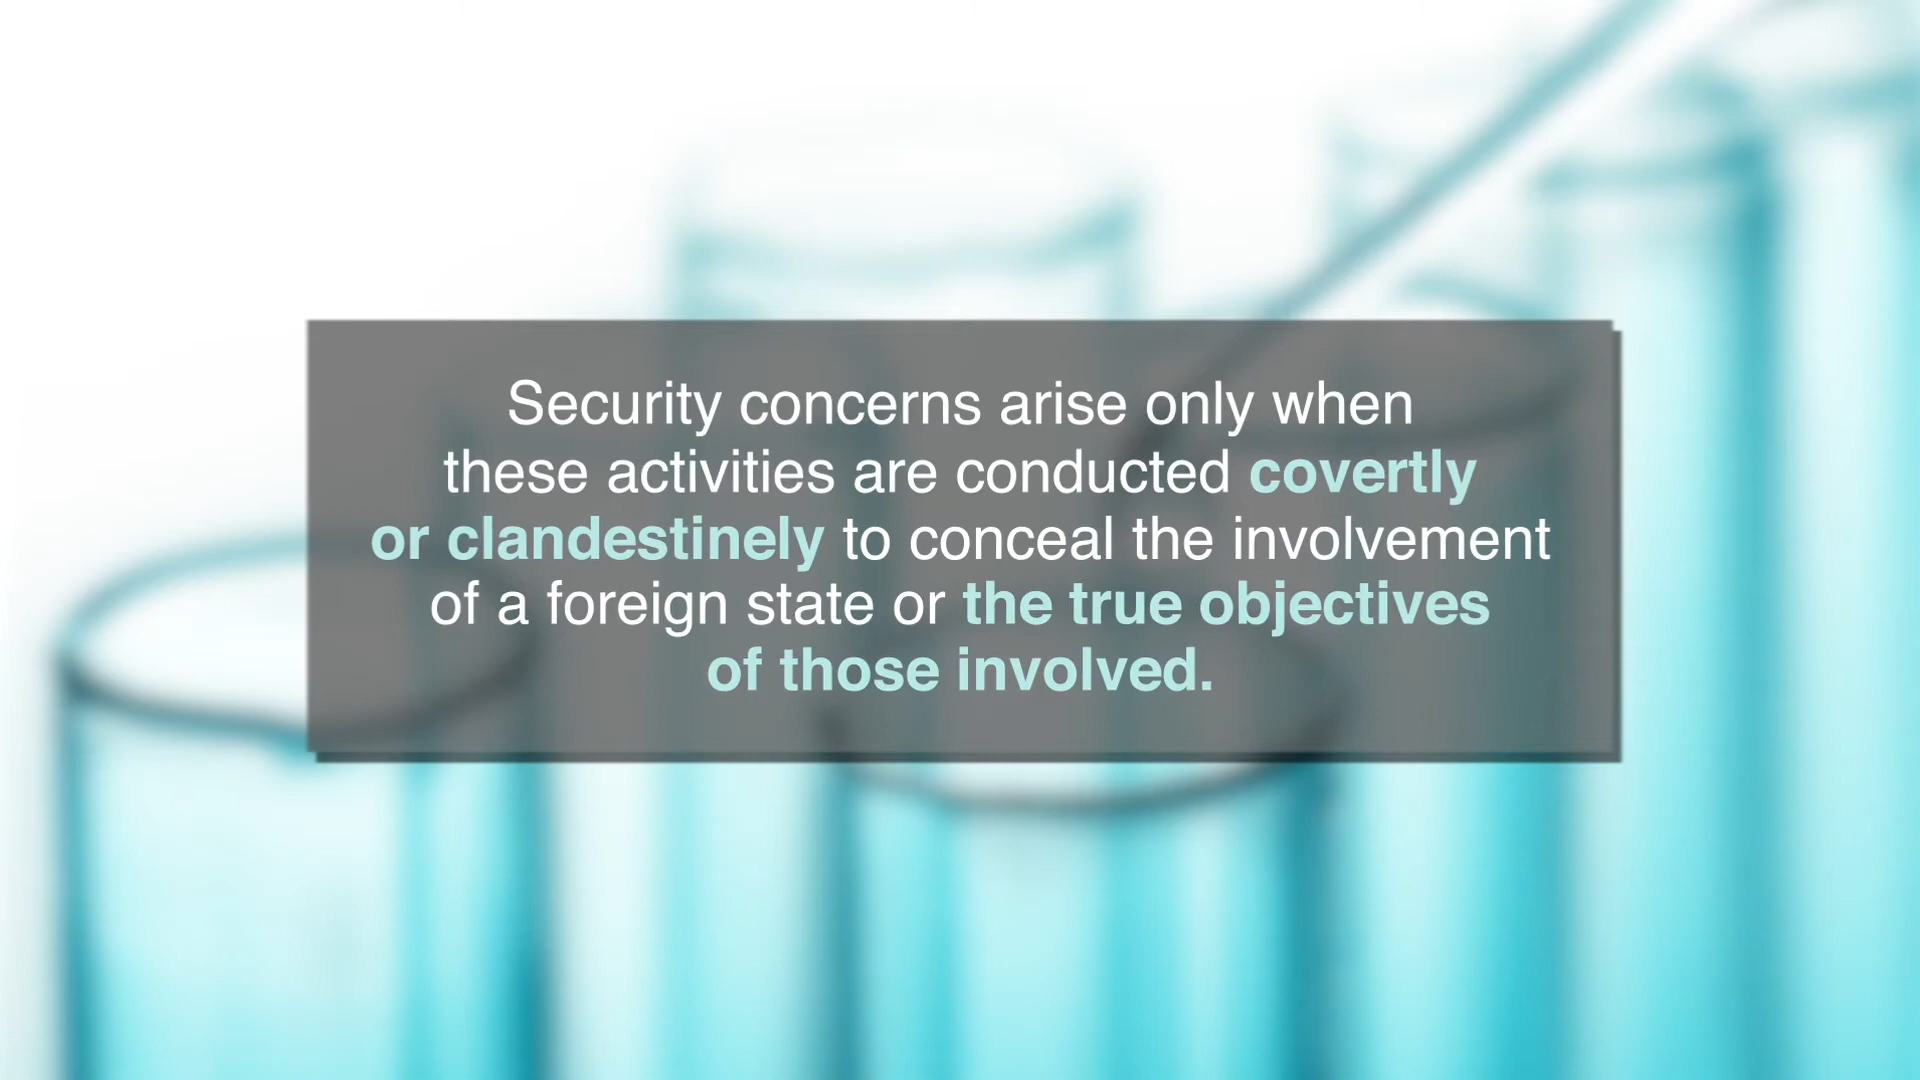 Security concerns arise only when
these activities are conducted covertly
or clandestinely to conceal the involvement
of a foreign state or the true objectives
of those involved.